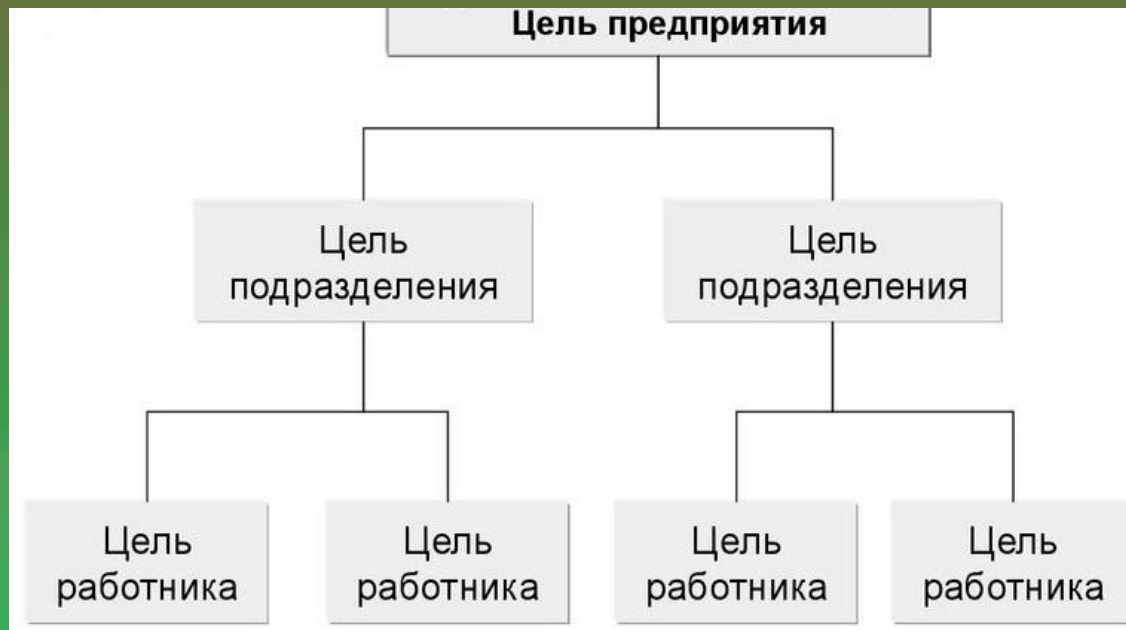 Цель предприятия
Цель
подразделения
Цель
подразделения
Цель
работника
Цель
работника
Цель
работника
Цель
работника